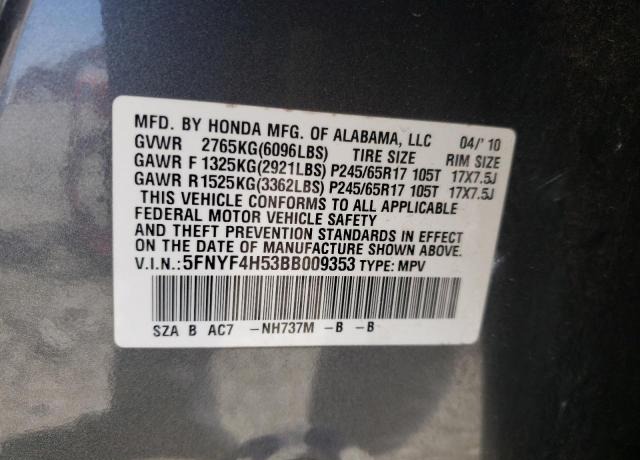 MFD. BY HONDA MFG. OF ALABAMA, LLC 04/'10
GVWR 2765KG(6096LBS) TIRE SIZE RIM SIZE
GAWR F 1325KG(2921LBS) P245/65R17 105T 17X7.5J
GAWR R 1525KG(3362LBS) P245/65R17 105T 17X7.5J
THIS VEHICLE CONFORMS TO ALL APPLICABLE
FEDERAL MOTOR VEHICLE SAFETY
AND THEFT PREVENTION STANDARDS IN EFFECT
ON THE DATE OF MANUFACTURE SHOWN ABOVE.
V.I.N.:5FNYF4H53BB009353 TYPE: MPV
SZA B AC7 -NH737M -B -B